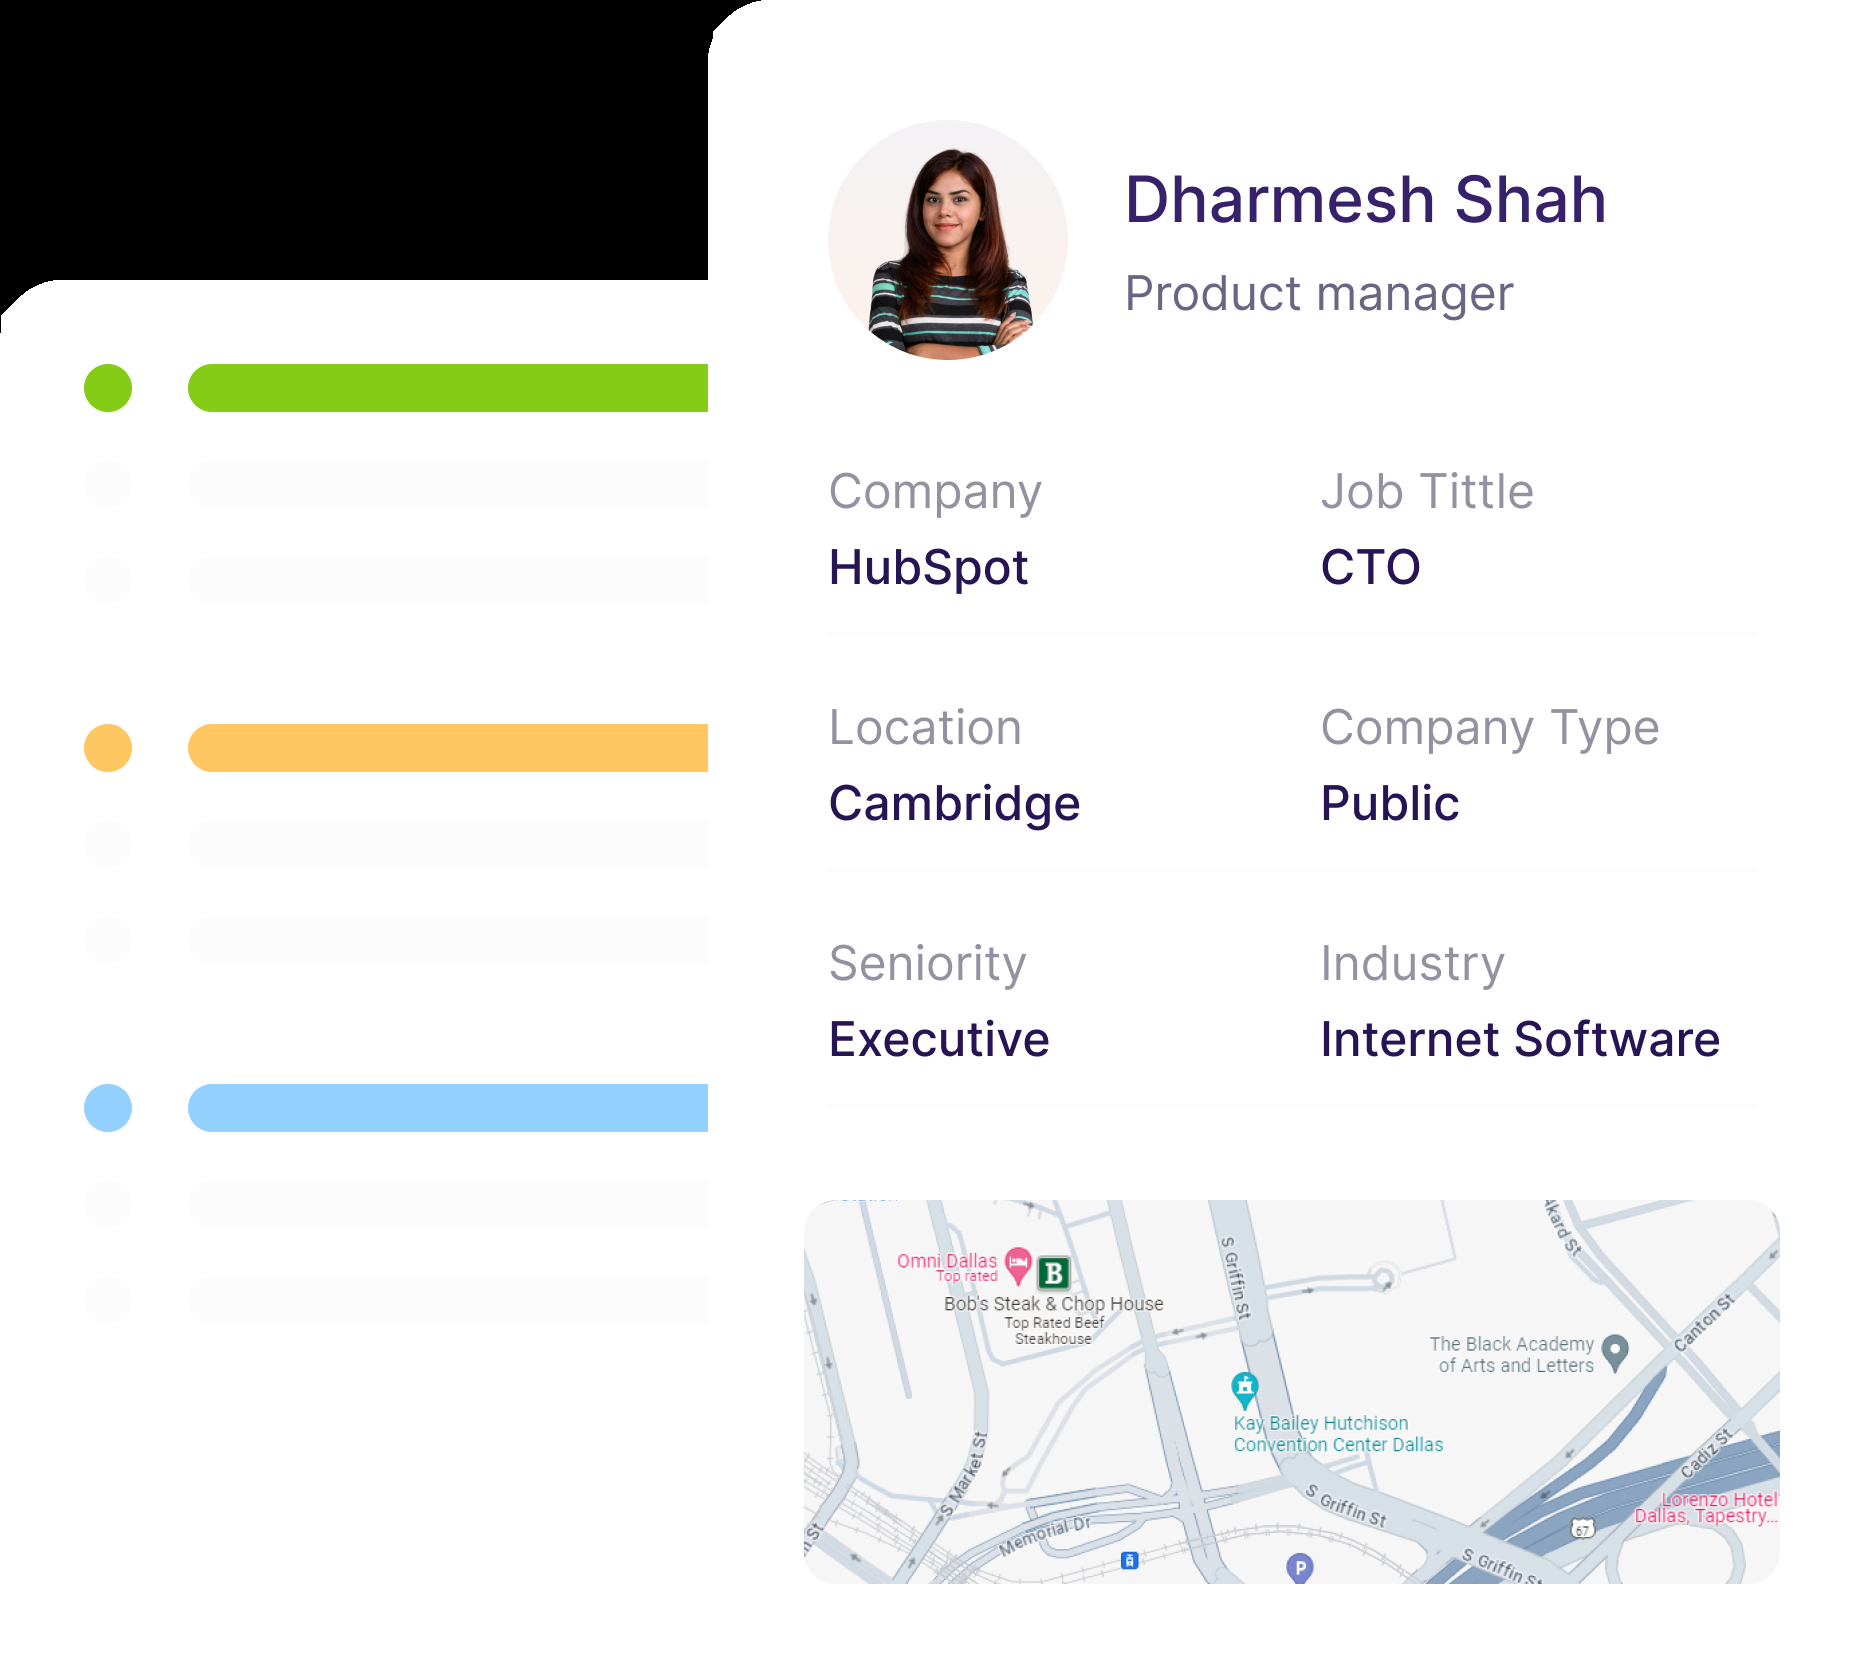 Dharmesh Shah
Product manager
Company
Job Tittle
HubSpot
CTO
Location
Company Type
Cambridge
Public
Seniority
Industry
Executive
Internet Software
Omni Dallas
Top rated
B
Bob's Steak & Chop House
Top Rated Beef
Steakhouse
S Griffin St
Akard St
Canton St
The Black Academy
of Arts and Letters
Kay Bailey Hutchison
Convention Center Dallas
S Market St
Cadiz St
S Griffin St
Lorenzo Hotel
Dallas, Tapestry...
Memorial Dr
67
P
S Griffin St